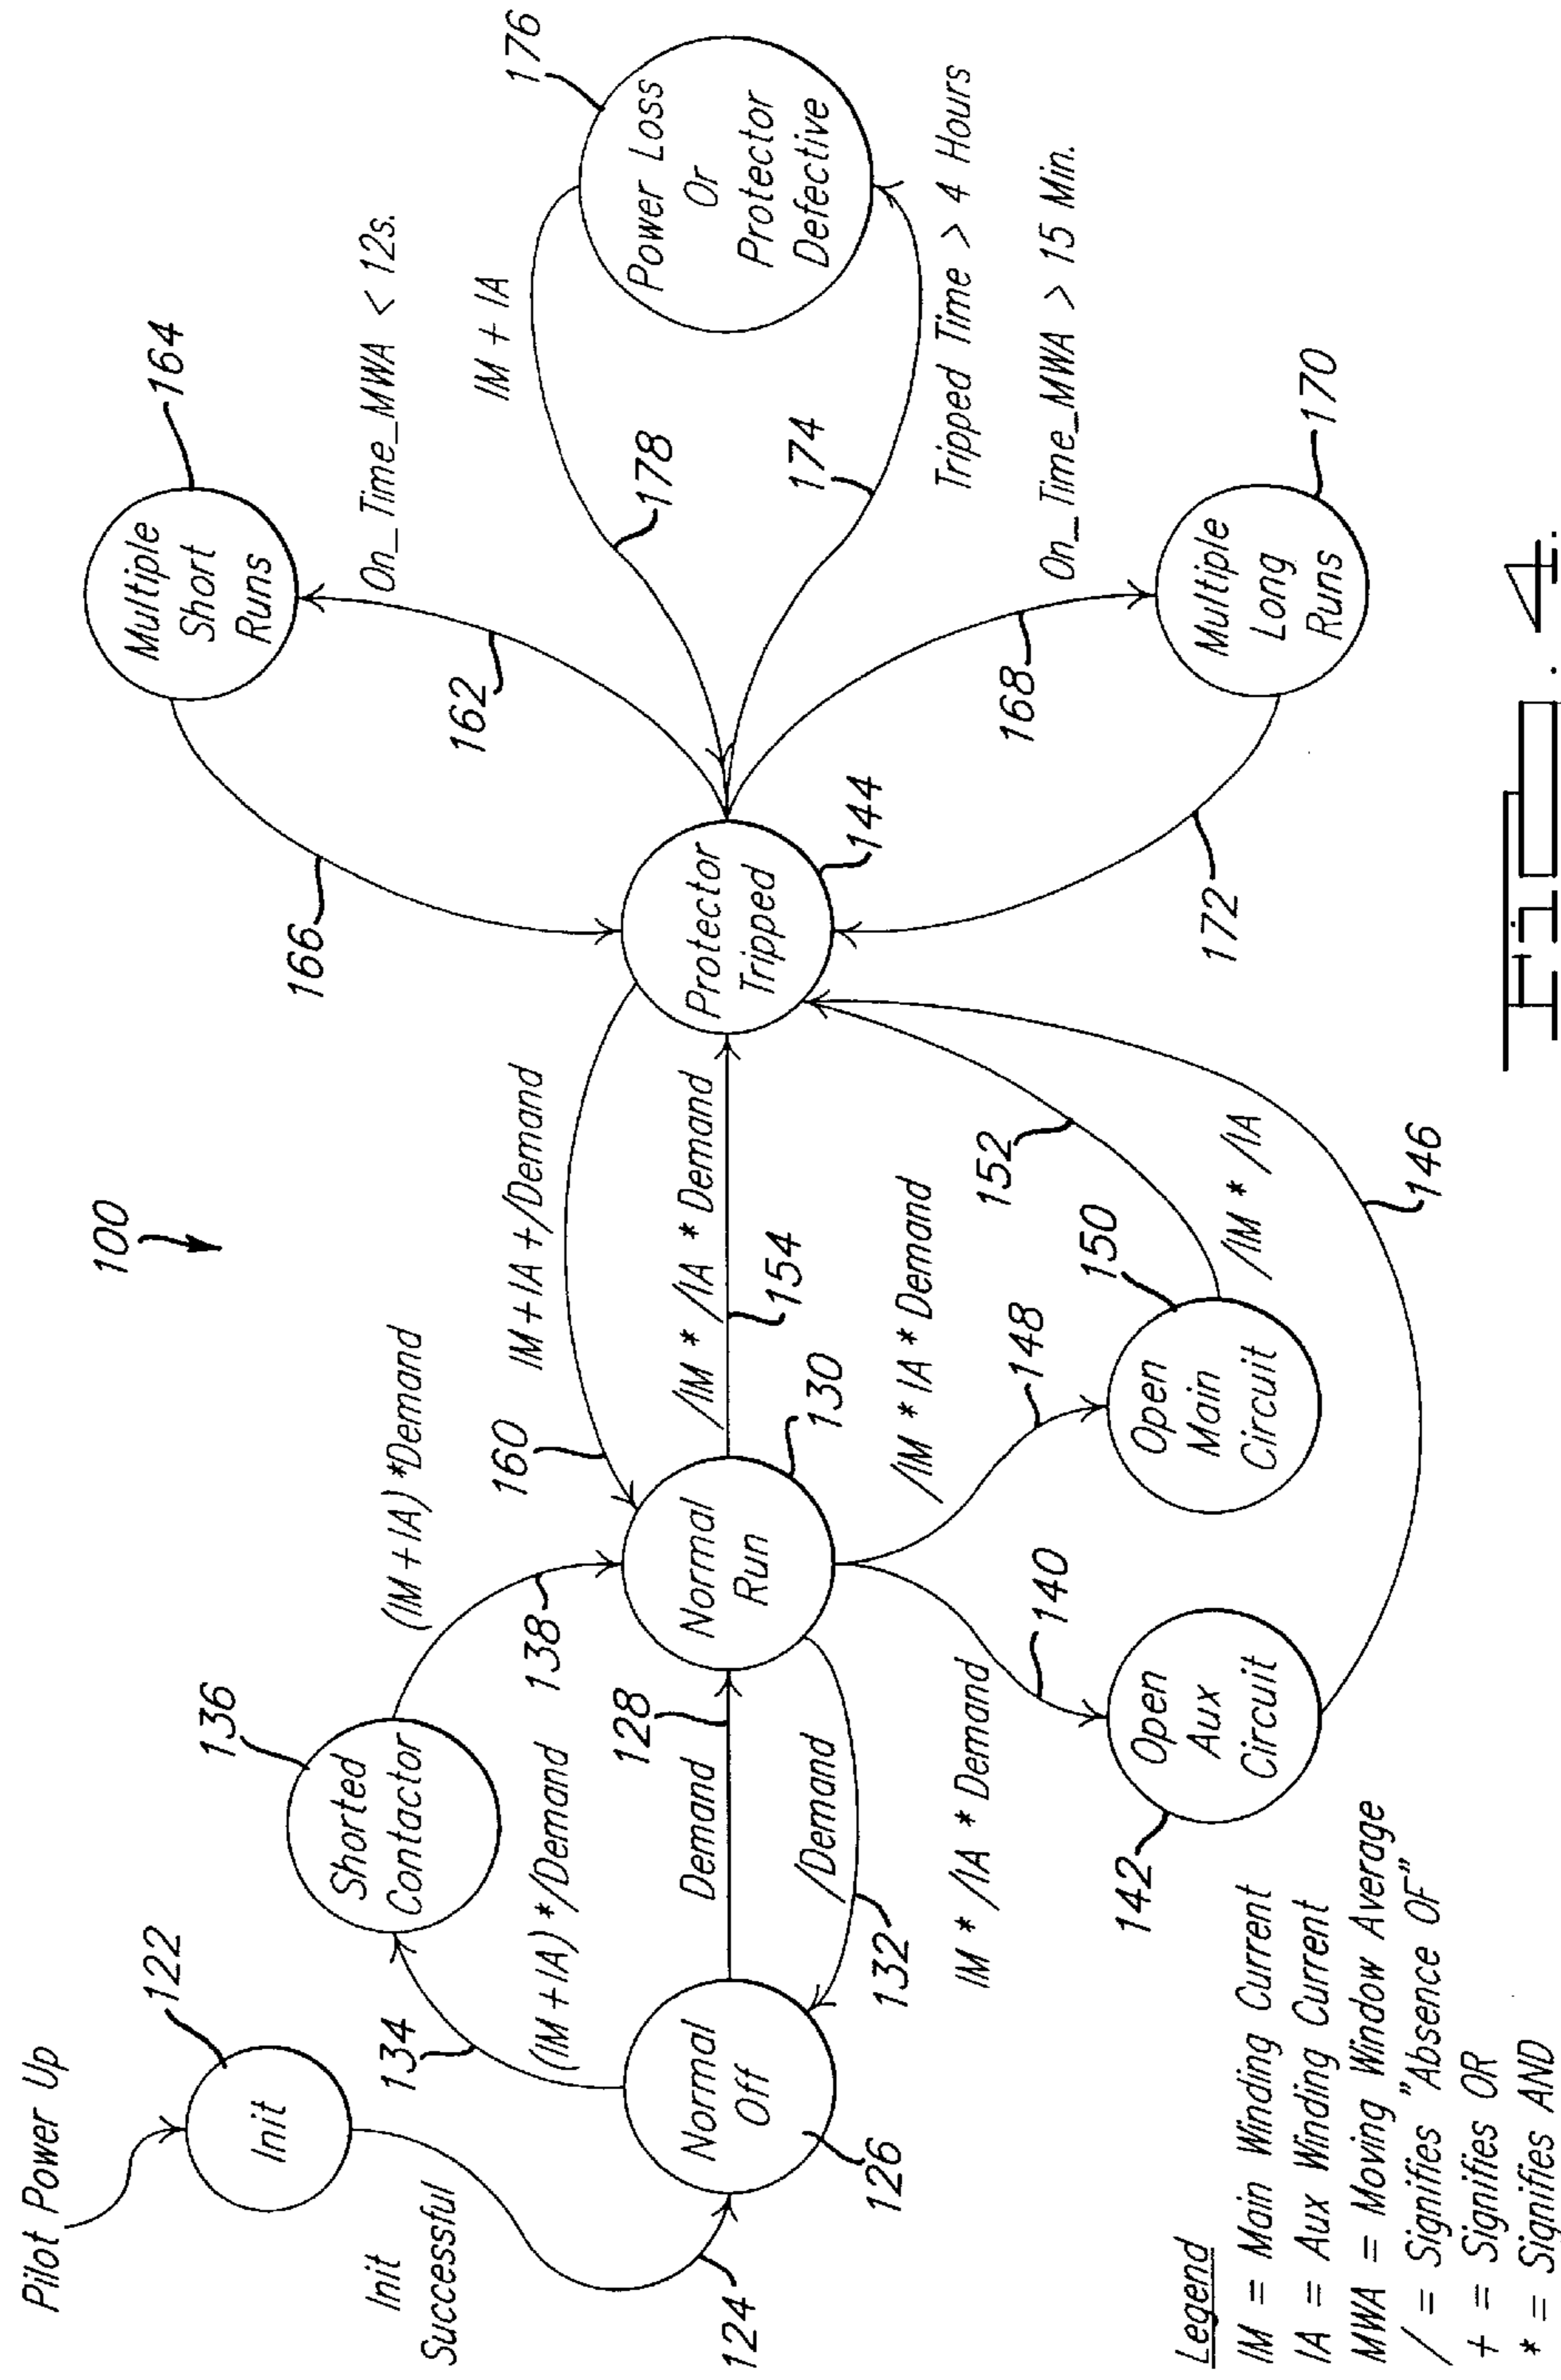 100
Pilot Power Up
122
Init
Init
Successful
124
Normal
Off
126
134
136
Shorted
Contactor
(IM + IA) */Demand
(IM + IA) *Demand
138
128
Demand
/Demand
132
Normal
Run
130
160
IM + IA +/Demand
/IM * /IA * Demand
154
/IM * IA * Demand
148
150
Open
Main
Circuit
152
/IM * /IA
140
IM * /IA * Demand
142
Open
Aux
Circuit
146
Protector
Tripped
144
166
162
164
Multiple
Short
Runs
On_Time_MWA < 12s.
IM + IA
178
176
Power Loss
Or
Protector
Defective
174
Tripped Time > 4 Hours
On_Time_MWA > 15 Min.
168
170
Multiple
Long
Runs
172
Legend
IM = Main Winding Current
IA = Aux Winding Current
MWA = Moving Window Average
/ = Signifies "Absence OF"
+ = Signifies OR
* = Signifies AND
Fig. 4.